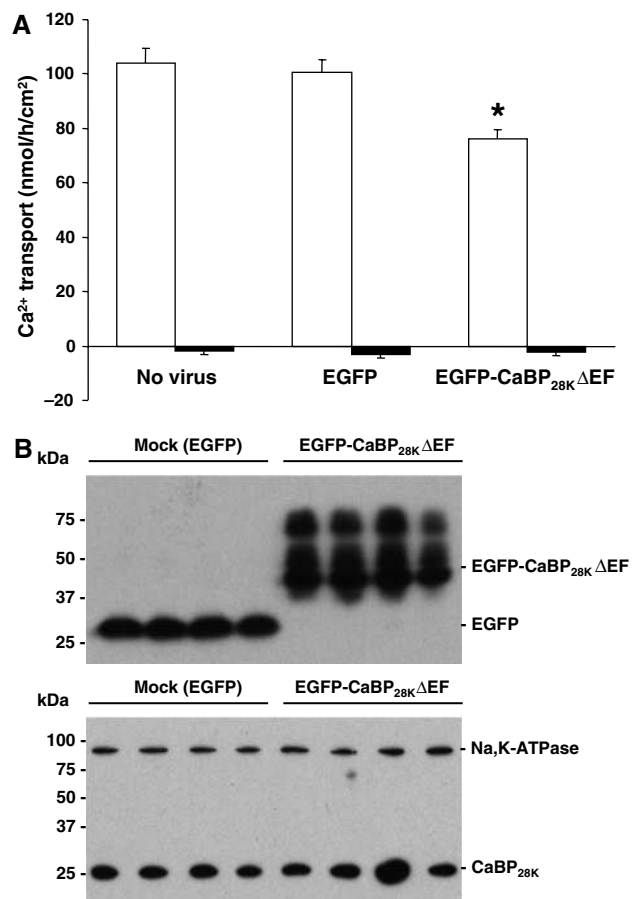 A
Ca²⁺ transport (nmol/h/cm²)
120
100
80
60
40
20
0
–20
*
No virus
EGFP
EGFP-CaBP₂₈ₖΔEF
B
kDa
Mock (EGFP)
EGFP-CaBP₂₈ₖΔEF
75
50
37
25
EGFP-CaBP₂₈ₖΔEF
EGFP
kDa
Mock (EGFP)
EGFP-CaBP₂₈ₖΔEF
100
75
50
37
25
Na,K-ATPase
CaBP₂₈ₖ